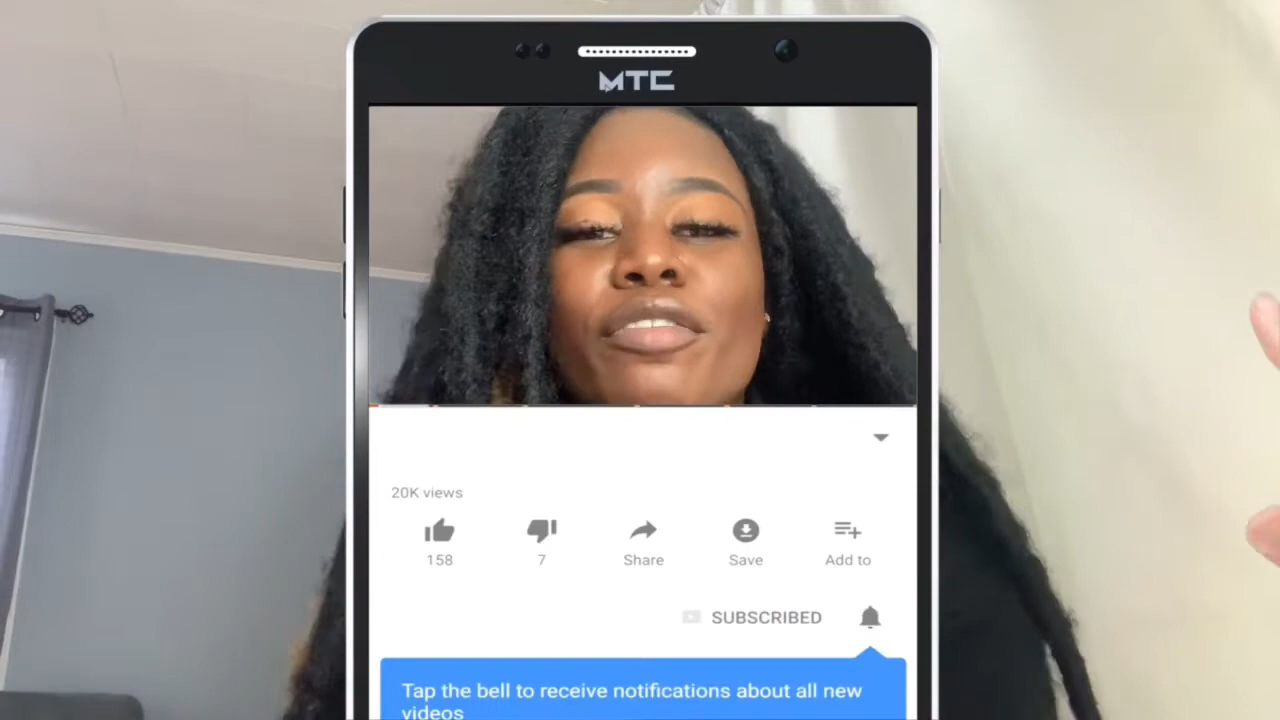 MTC
20K views
158
7
Share
Save
Add to
SUBSCRIBED
Tap the bell to receive notifications about all new
videos